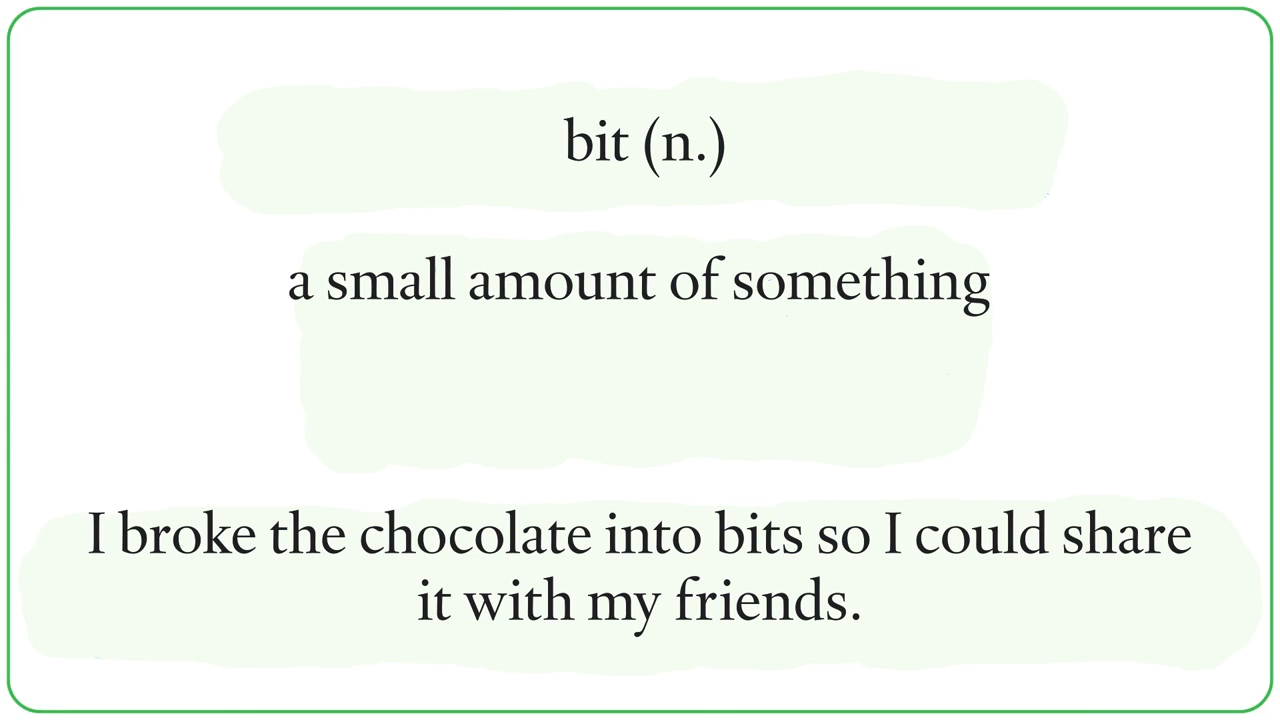 bit (n.)
a small amount of something
I broke the chocolate into bits so I could share
it with my friends.